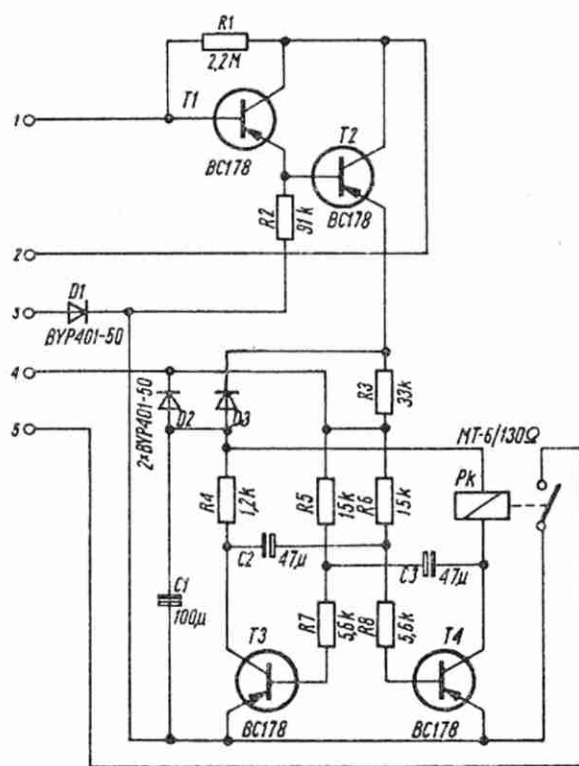 R1
2,2M
T1
1
BC178
T2
BC178
R2
91k
2
3
D1
BYP401-50
4
5
2×BYP401-50
D2
D3
R3
33k
MT-6/130Ω
Pk
R4
1,2k
R5
15k
R6
15k
C2
47μ
C3
47μ
C1
100μ
T3
R7
5,6k
R8
5,6k
T4
BC178
BC178